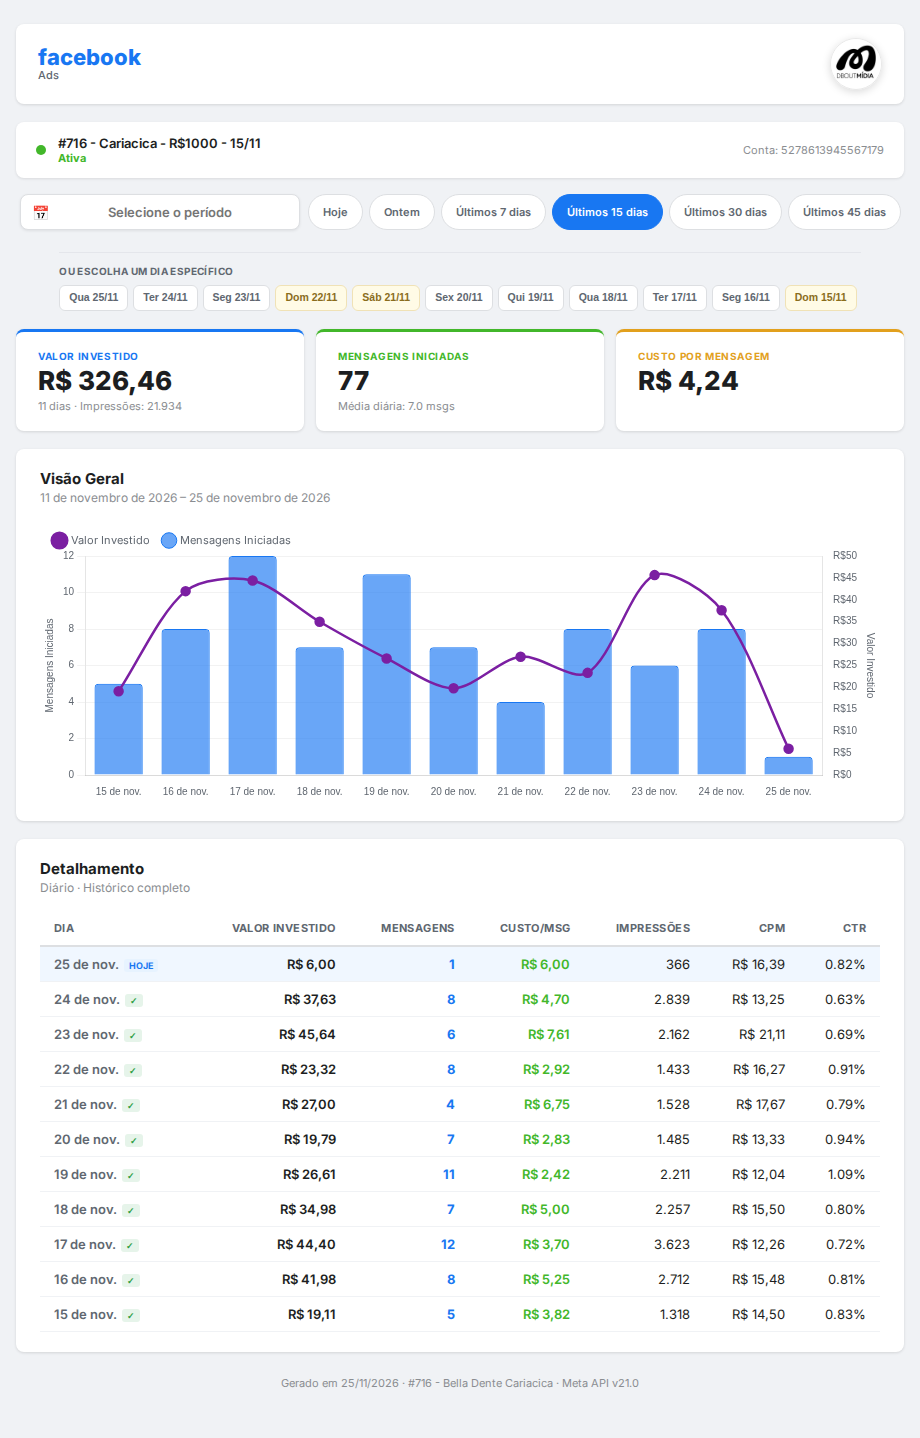 facebook
Ads
DBOUTMÍDIA
#716 - Cariacica - R$1000 - 15/11
Ativa
Conta: 5278613945567179
Selecione o período
Hoje
Ontem
Últimos 7 dias
Últimos 15 dias
Últimos 30 dias
Últimos 45 dias
OU ESCOLHA UM DIA ESPECÍFICO
Qua 25/11
Ter 24/11
Seg 23/11
Dom 22/11
Sáb 21/11
Sex 20/11
Qui 19/11
Qua 18/11
Ter 17/11
Seg 16/11
Dom 15/11
VALOR INVESTIDO
R$ 326,46
11 dias · Impressões: 21.934
MENSAGENS INICIADAS
77
Média diária: 7.0 msgs
CUSTO POR MENSAGEM
R$ 4,24
Visão Geral
11 de novembro de 2026 – 25 de novembro de 2026
Valor Investido
Mensagens Iniciadas
Mensagens Iniciadas
12
10
8
6
4
2
0
R$50
R$45
R$40
R$35
R$30
R$25
R$20
R$15
R$10
R$5
R$0
Valor Investido
15 de nov.
16 de nov.
17 de nov.
18 de nov.
19 de nov.
20 de nov.
21 de nov.
22 de nov.
23 de nov.
24 de nov.
25 de nov.
Detalhamento
Diário · Histórico completo
DIA VALOR INVESTIDO MENSAGENS CUSTO/MSG IMPRESSÕES CPM CTR
25 de nov. HOJE R$ 6,00 1 R$ 6,00 366 R$ 16,39 0.82%
24 de nov. ✓ R$ 37,63 8 R$ 4,70 2.839 R$ 13,25 0.63%
23 de nov. ✓ R$ 45,64 6 R$ 7,61 2.162 R$ 21,11 0.69%
22 de nov. ✓ R$ 23,32 8 R$ 2,92 1.433 R$ 16,27 0.91%
21 de nov. ✓ R$ 27,00 4 R$ 6,75 1.528 R$ 17,67 0.79%
20 de nov. ✓ R$ 19,79 7 R$ 2,83 1.485 R$ 13,33 0.94%
19 de nov. ✓ R$ 26,61 11 R$ 2,42 2.211 R$ 12,04 1.09%
18 de nov. ✓ R$ 34,98 7 R$ 5,00 2.257 R$ 15,50 0.80%
17 de nov. ✓ R$ 44,40 12 R$ 3,70 3.623 R$ 12,26 0.72%
16 de nov. ✓ R$ 41,98 8 R$ 5,25 2.712 R$ 15,48 0.81%
15 de nov. ✓ R$ 19,11 5 R$ 3,82 1.318 R$ 14,50 0.83%
Gerado em 25/11/2026 · #716 - Bella Dente Cariacica · Meta API v21.0